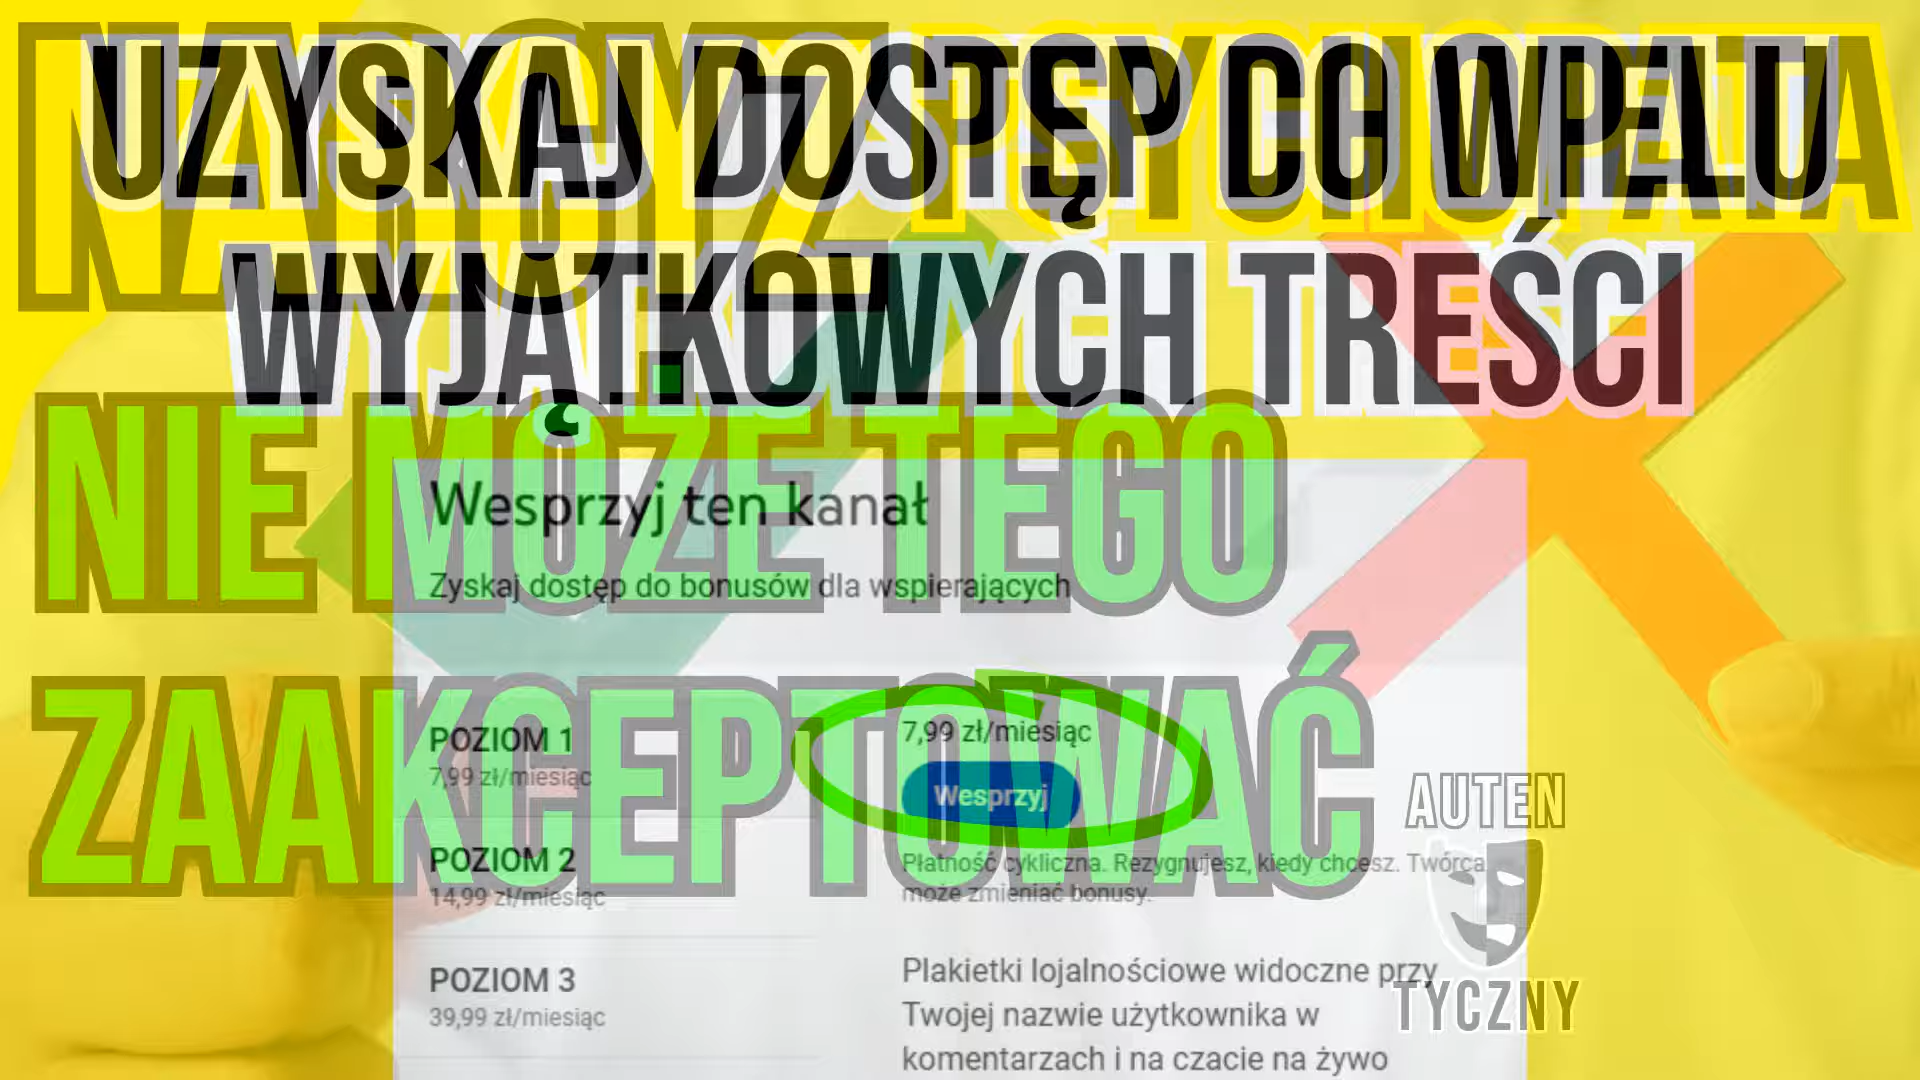 NARCYZ PSYCHOPATA
UZYSKAJ DOSTĘP DO WIELU
WYJĄTKOWYCH TREŚCI
NIE MOŻE TEGO
ZAAKCEPTOWAĆ
Wesprzyj ten kanał
Zyskaj dostęp do bonusów dla wspierających
POZIOM 1
7,99 zł/miesiąc
POZIOM 2
14,99 zł/miesiąc
POZIOM 3
39,99 zł/miesiąc
7,99 zł/miesiąc
Wesprzyj
Płatność cykliczna. Rezygnujesz, kiedy chcesz. Twórca
może zmieniać bonusy.
Plakietki lojalnościowe widoczne przy
Twojej nazwie użytkownika w
komentarzach i na czacie na żywo
AUTEN
TYCZNY